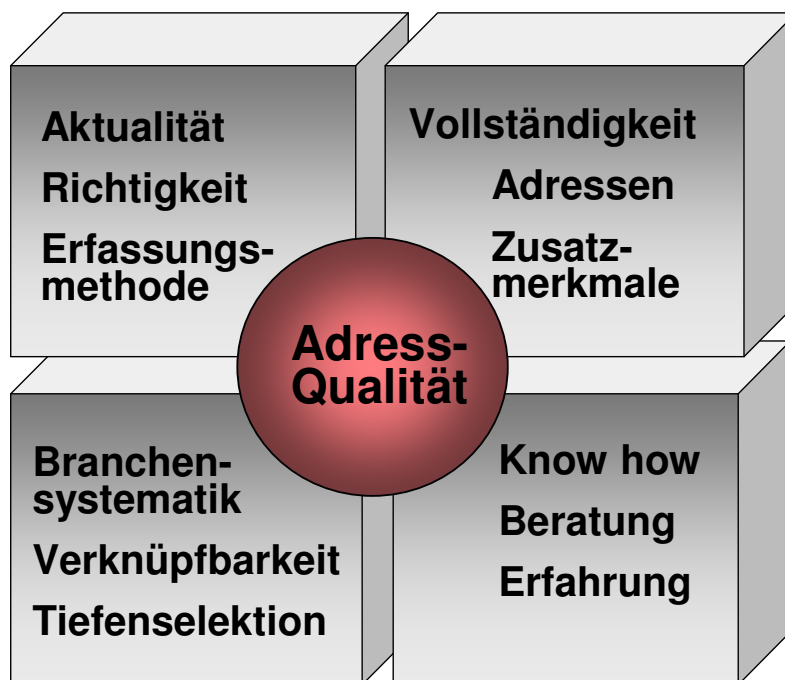 Aktualität
Richtigkeit
Erfassungs-
methode
Vollständigkeit
Adressen
Zusatz-
merkmale
Adress-
Qualität
Branchen-
systematik
Verknüpfbarkeit
Tiefenselektion
Know how
Beratung
Erfahrung